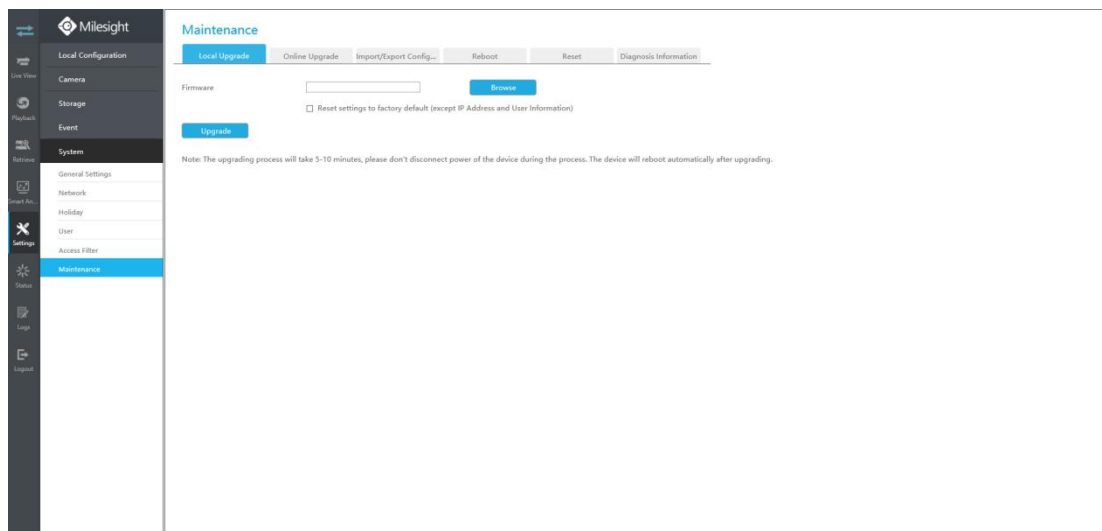 Milesight
Live View
Playback
Retrieve
Smart An...
Settings
Status
Logs
Logout
Local Configuration
Camera
Storage
Event
System
General Settings
Network
Holiday
User
Access Filter
Maintenance
Maintenance
Local Upgrade Online Upgrade Import/Export Config... Reboot Reset Diagnosis Information
Firmware Browse
Reset settings to factory default (except IP Address and User Information)
Upgrade
Note: The upgrading process will take 5-10 minutes, please don't disconnect power of the device during the process. The device will reboot automatically after upgrading.